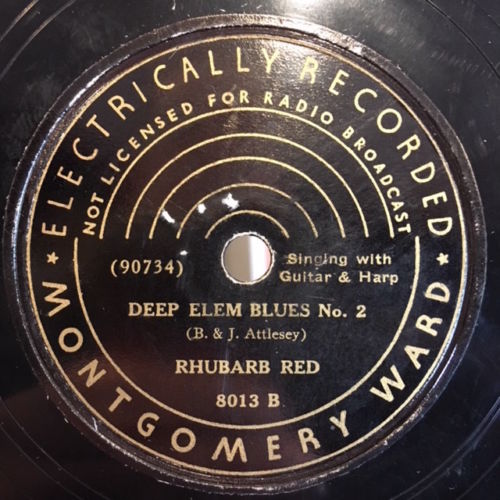 ELECTRICALLY RECORDED
NOT LICENSED FOR RADIO BROADCAST
(90734)
Singing with
Guitar & Harp
DEEP ELEM BLUES No. 2
(B. & J. Attlesey)
RHUBARB RED
8013 B
★ MONTGOMERY WARD ★